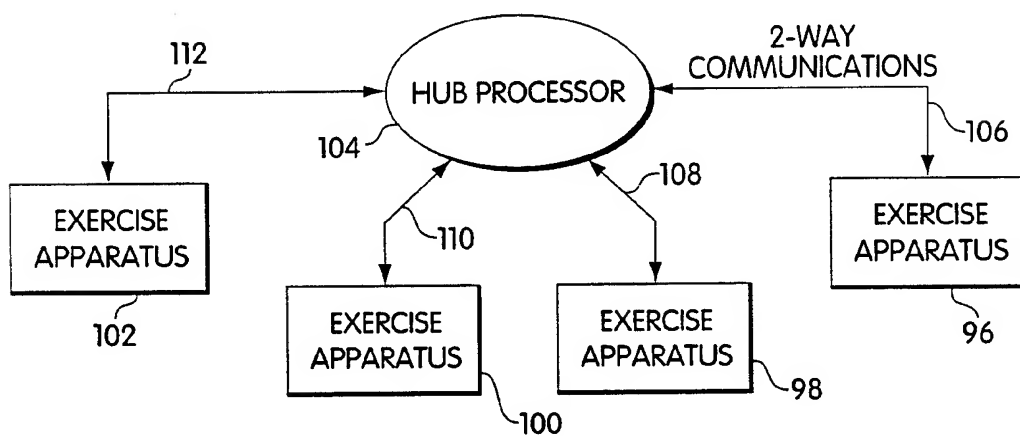 112
2-WAY
COMMUNICATIONS
HUB PROCESSOR
104
106
108
110
EXERCISE
APPARATUS
102
EXERCISE
APPARATUS
100
EXERCISE
APPARATUS
98
EXERCISE
APPARATUS
96